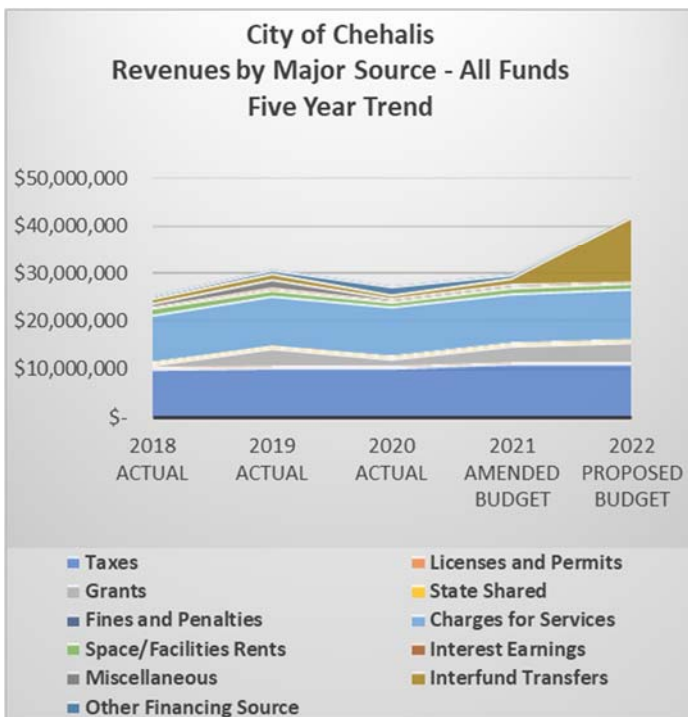 City of Chehalis
Revenues by Major Source - All Funds
Five Year Trend
$50,000,000
$40,000,000
$30,000,000
$20,000,000
$10,000,000
$-
2018 ACTUAL
2019 ACTUAL
2020 ACTUAL
2021 AMENDED BUDGET
2022 PROPOSED BUDGET
Taxes
Licenses and Permits
Grants
State Shared
Fines and Penalties
Charges for Services
Space/Facilities Rents
Interest Earnings
Miscellaneous
Interfund Transfers
Other Financing Source